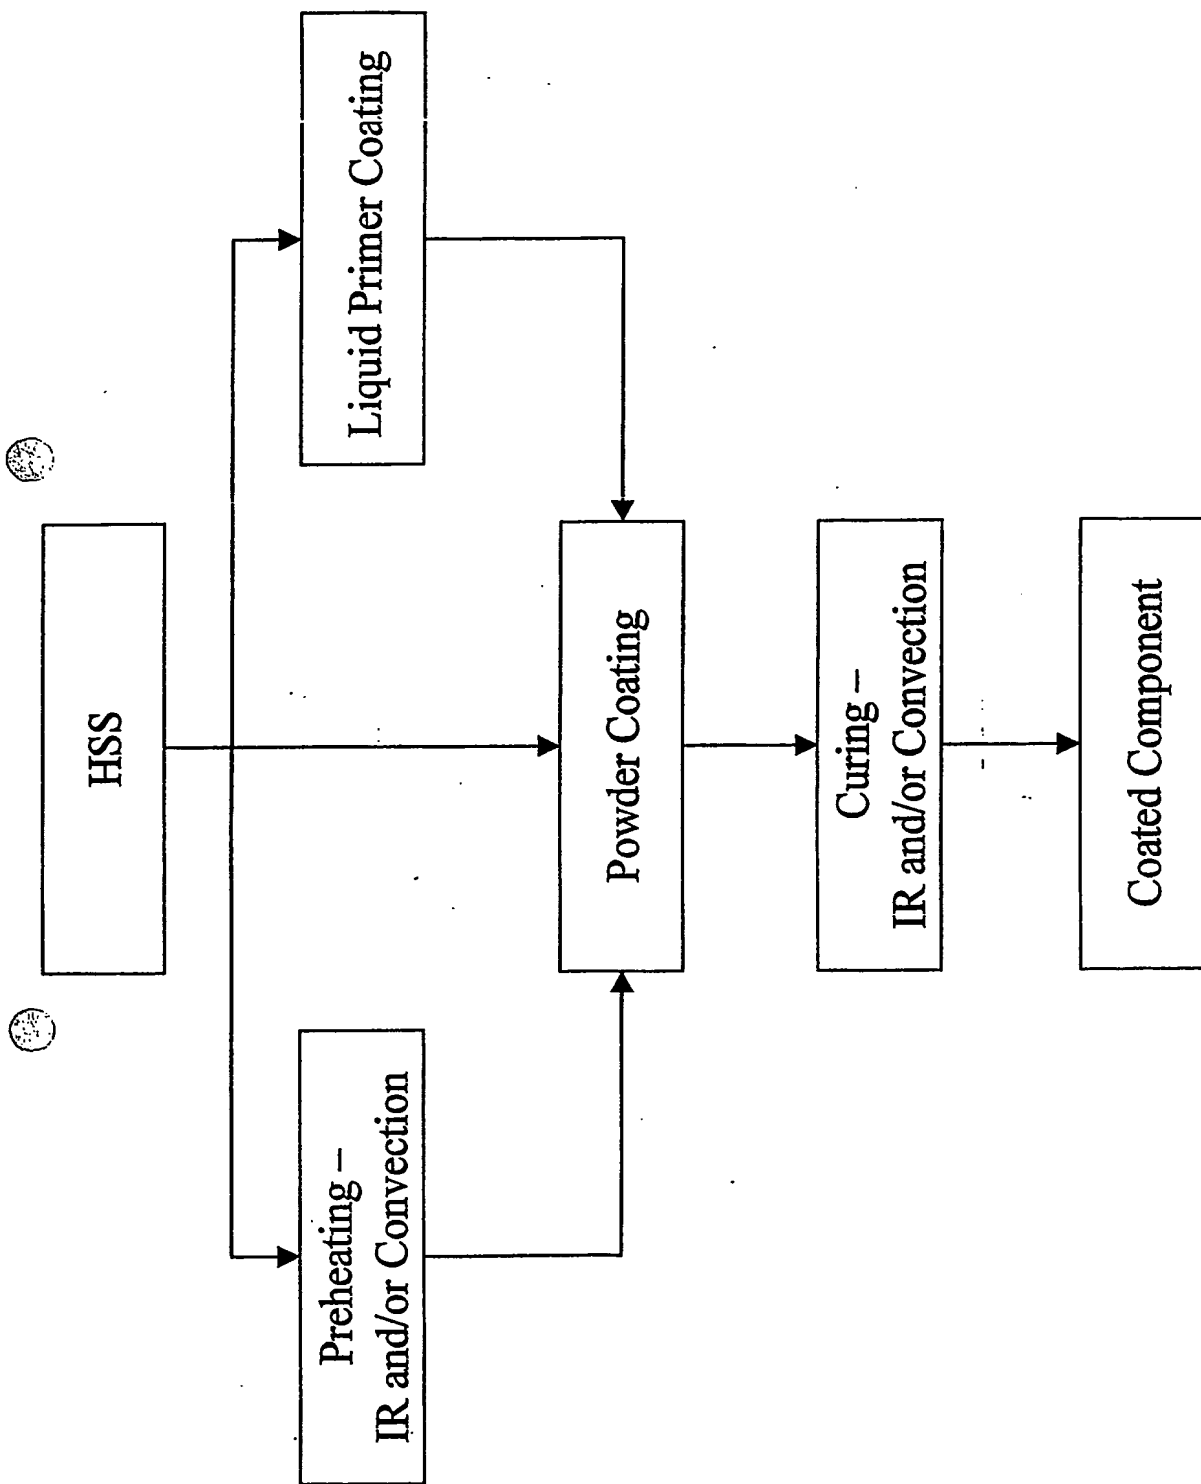 HSS
Preheating –
IR and/or Convection
Liquid Primer Coating
Powder Coating
Curing –
IR and/or Convection
Coated Component